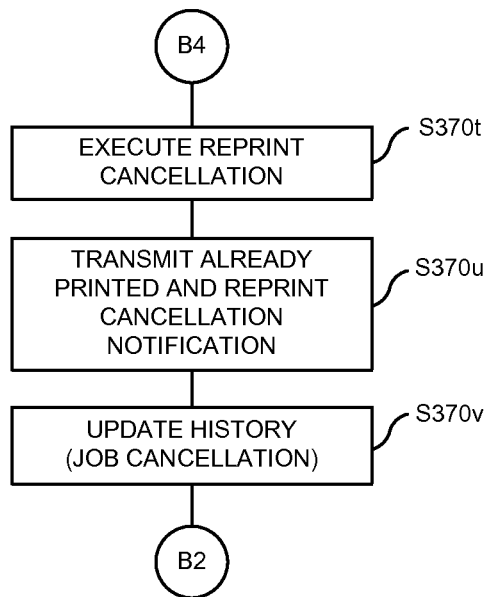 B4
S370t
EXECUTE REPRINT
CANCELLATION
S370u
TRANSMIT ALREADY
PRINTED AND REPRINT
CANCELLATION
NOTIFICATION
S370v
UPDATE HISTORY
(JOB CANCELLATION)
B2